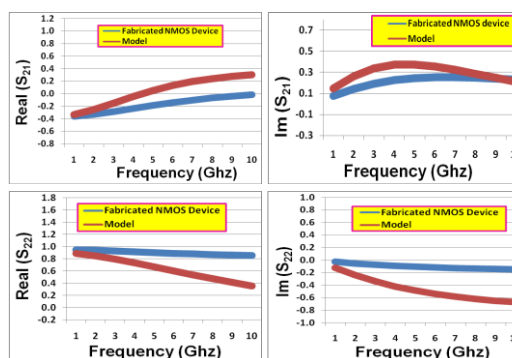 1.2
1.0
0.8
0.6
0.4
0.2
0.0
-0.2
-0.4
-0.6
-0.8
Real (S21)
Fabricated NMOS Device
Model
1 2 3 4 5 6 7 8 9 10
Frequency (Ghz)
0.7
0.5
0.3
0.1
-0.1
-0.3
Im (S21)
Fabricated NMOS device
Model
1 2 3 4 5 6 7 8 9
Frequency (GHz)
1.8
1.6
1.4
1.2
1.0
0.8
0.6
0.4
0.2
0.0
-0.2
Real (S22)
Fabricated NMOS Device
Model
1 2 3 4 5 6 7 8 9 10
Frequency (Ghz)
1.0
0.8
0.6
0.4
0.2
-0.0
-0.2
-0.4
-0.6
-0.8
-1.0
Im (S22)
Fabricated NMOS Device
Model
1 2 3 4 5 6 7 8 9
Frequency (Ghz)